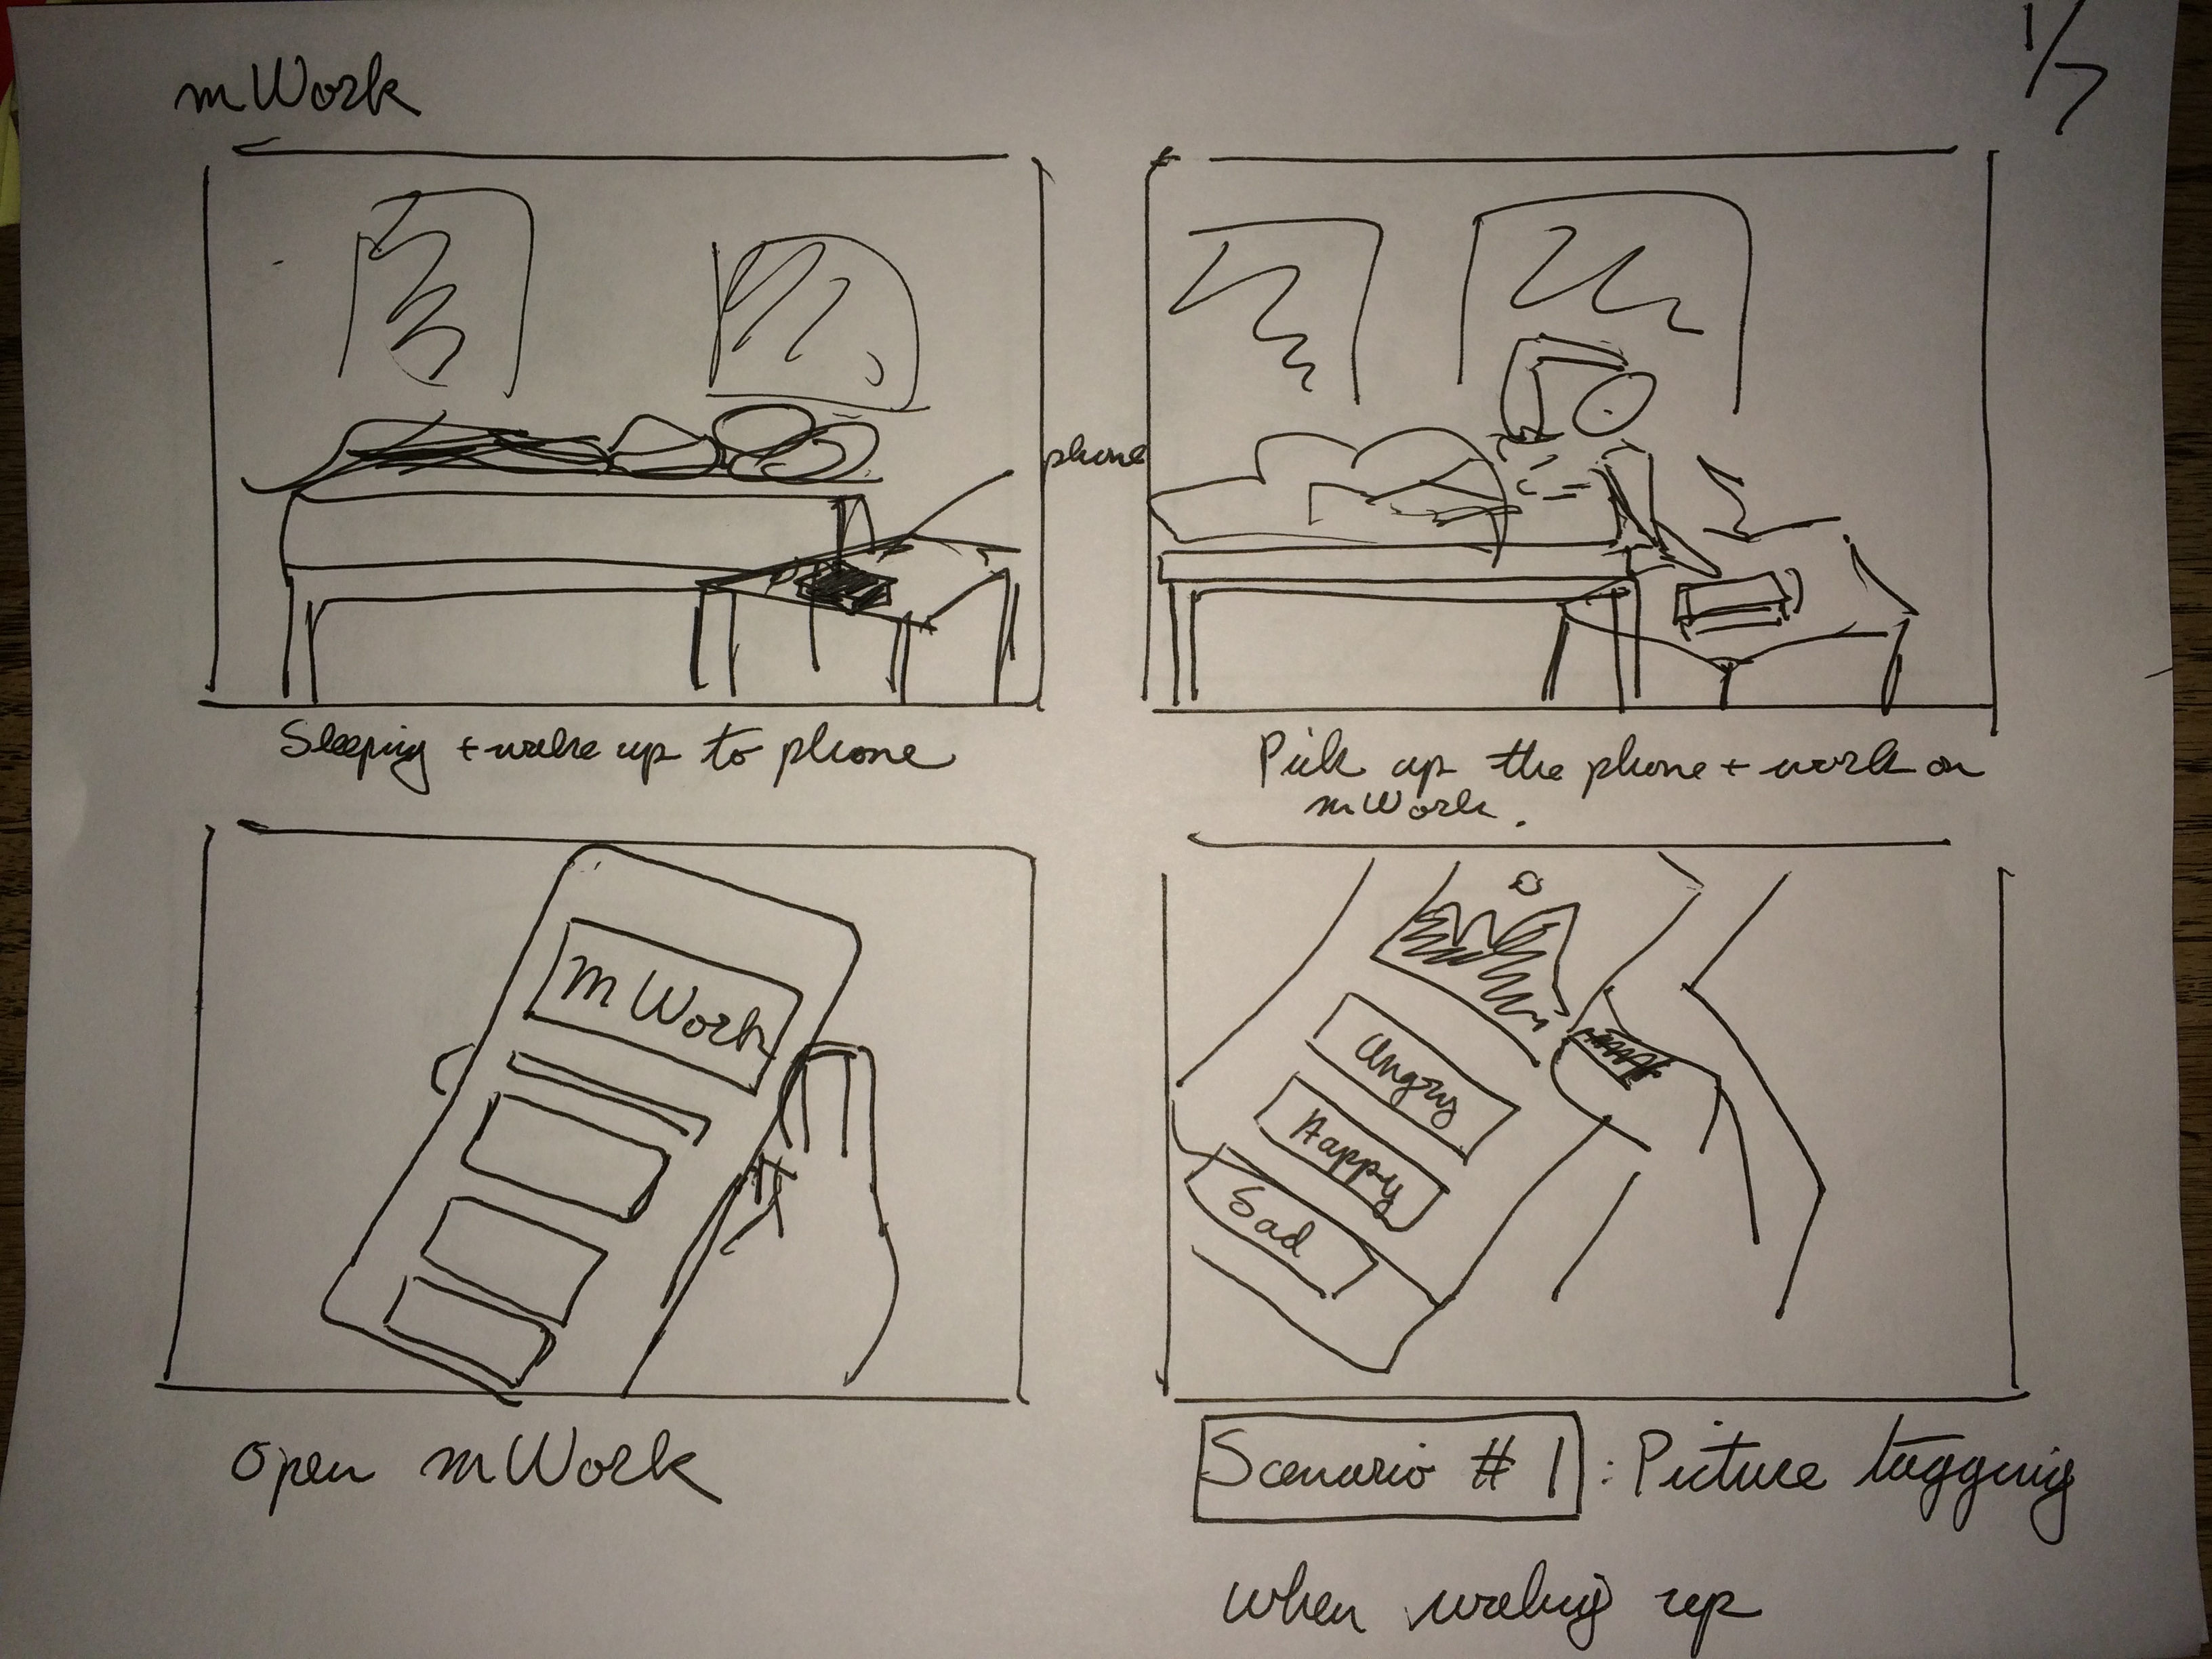 mWork
1/7
phone
Sleeping + wake up to phone
Pick up the phone + work on
mWork.
mWork
Angry
Happy
Sad
Open mWork
Scenario #1: Picture tagging
when waking up